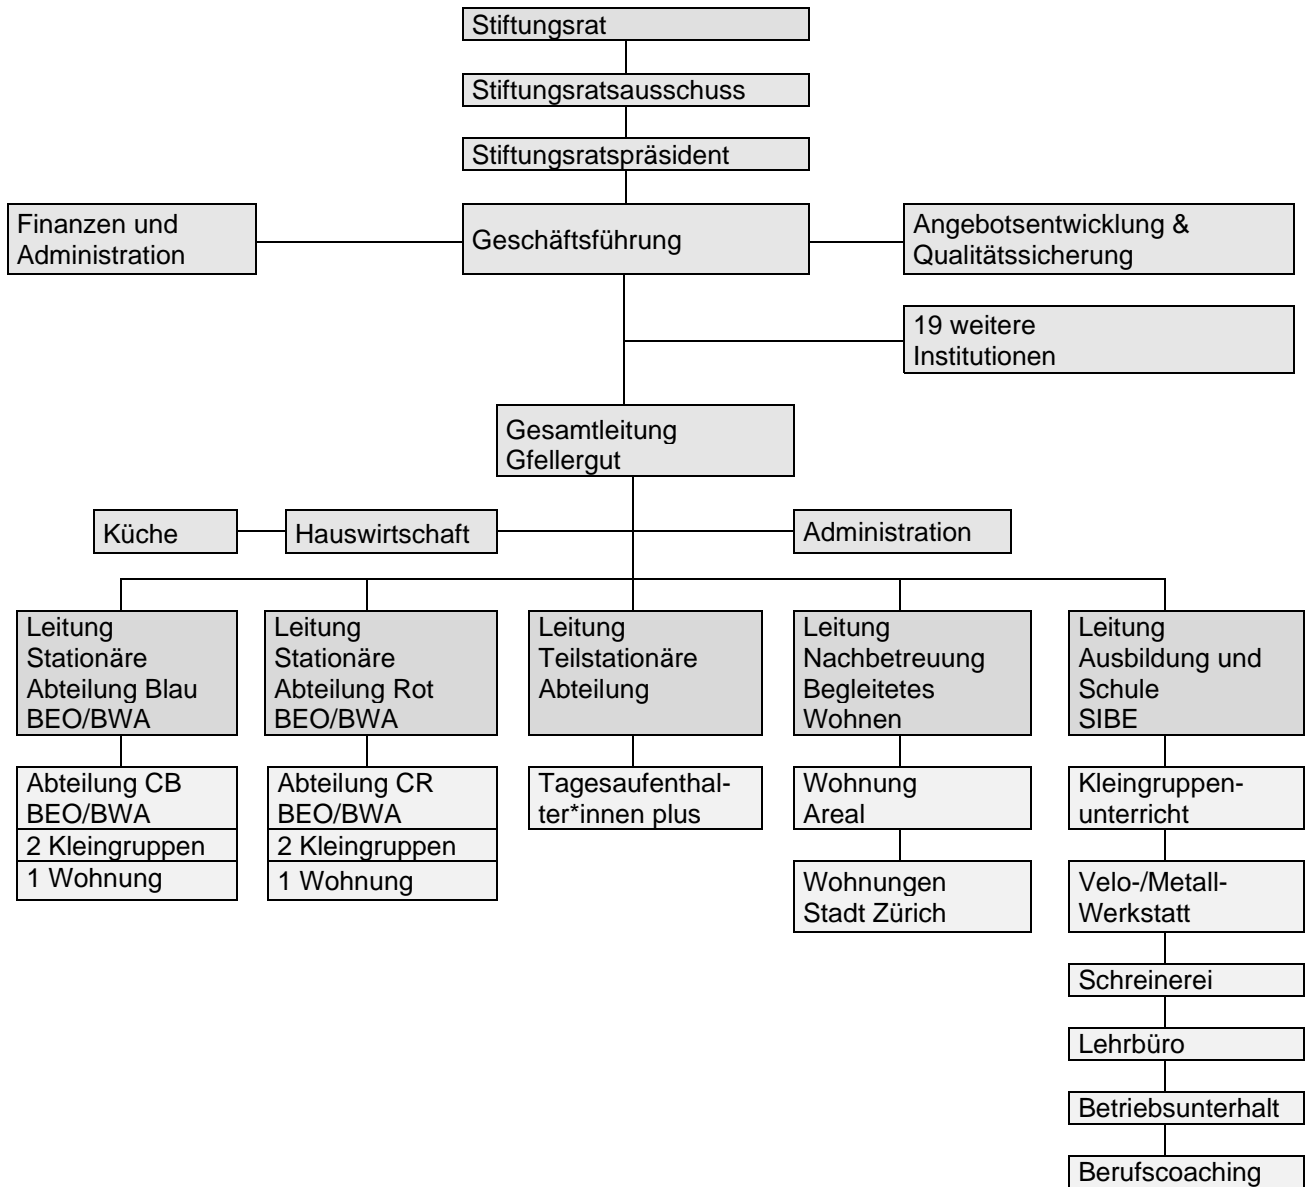 Stiftungsrat
Stiftungsratsausschuss
Stiftungsratspräsident
Finanzen und
Administration
Geschäftsführung
Angebotsentwicklung &
Qualitätssicherung
19 weitere
Institutionen
Gesamtleitung
Gfellergut
Küche
Hauswirtschaft
Administration
Leitung
Stationäre
Abteilung Blau
BEO/BWA
Leitung
Stationäre
Abteilung Rot
BEO/BWA
Leitung
Teilstationäre
Abteilung
Leitung
Nachbetreuung
Begleitetes
Wohnen
Leitung
Ausbildung und
Schule
SIBE
Abteilung CB
BEO/BWA
2 Kleingruppen
1 Wohnung
Abteilung CR
BEO/BWA
2 Kleingruppen
1 Wohnung
Tagesaufenthal-
ter*innen plus
Wohnung
Areal
Wohnungen
Stadt Zürich
Kleingruppen-
unterricht
Velo-/Metall-
Werkstatt
Schreinerei
Lehrbüro
Betriebsunterhalt
Berufscoaching